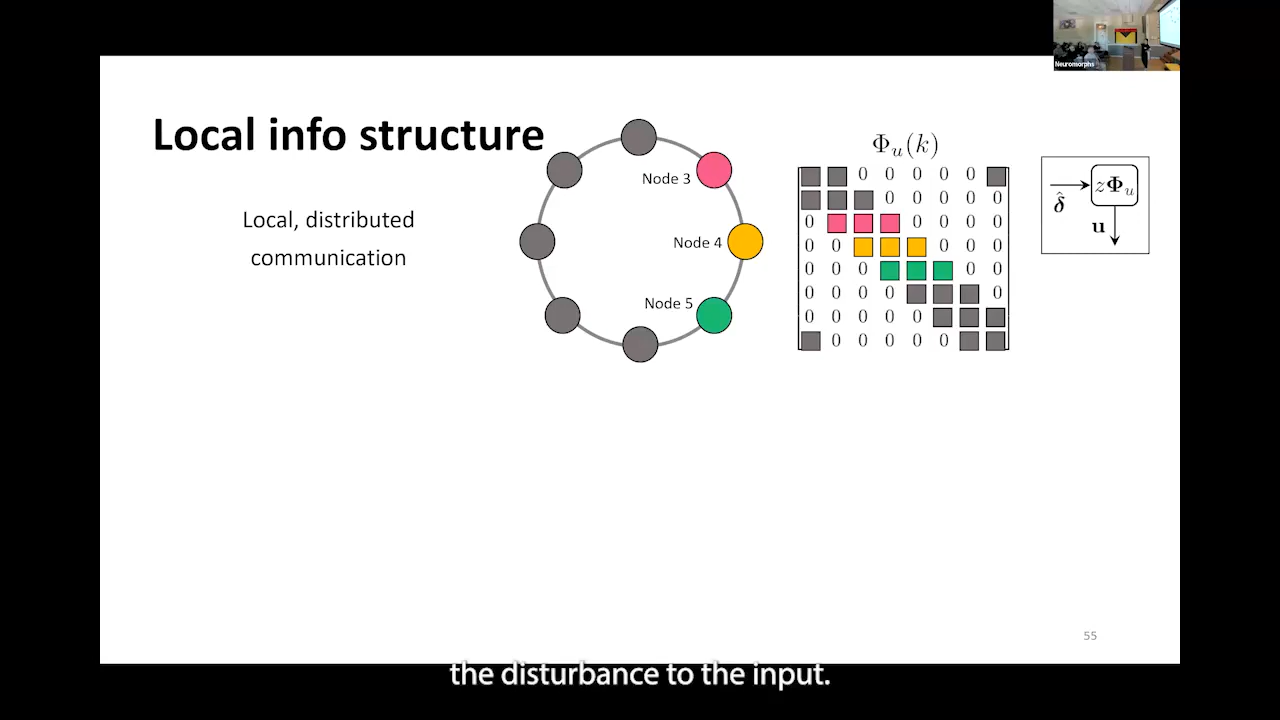 Neuromorphs
Local info structure
Local, distributed
communication
Node 3
Node 4
Node 5
Φᵤ(k)
0 0 0 0 0
0 0 0 0 0
0 0 0 0 0
0 0 0 0 0
0 0 0 0 0
0 0 0 0 0
0 0 0 0 0
0 0 0 0 0
zΦᵤ
δ̂
u
55
the disturbance to the input.